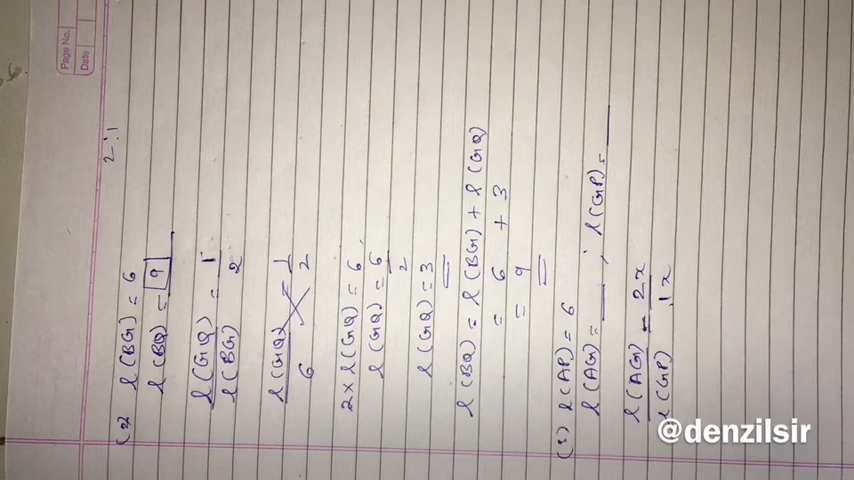 Page No.
Date
2:1
(2) l(BG) = 6
l(BQ) = 9
l(GQ) = 1
l(BG) 2
l(GQ) = 1
6 2
2 x l(GQ) = 6
l(GQ) = 6
2
l(GQ) = 3
l(BQ) = l(BG) + l(GQ)
= 6 + 3
= 9
(3) l(AP) = 6
l(AG) = ___, l(GP) = ___
l(AG) = 2x
l(GP) 1x
@denzilsir